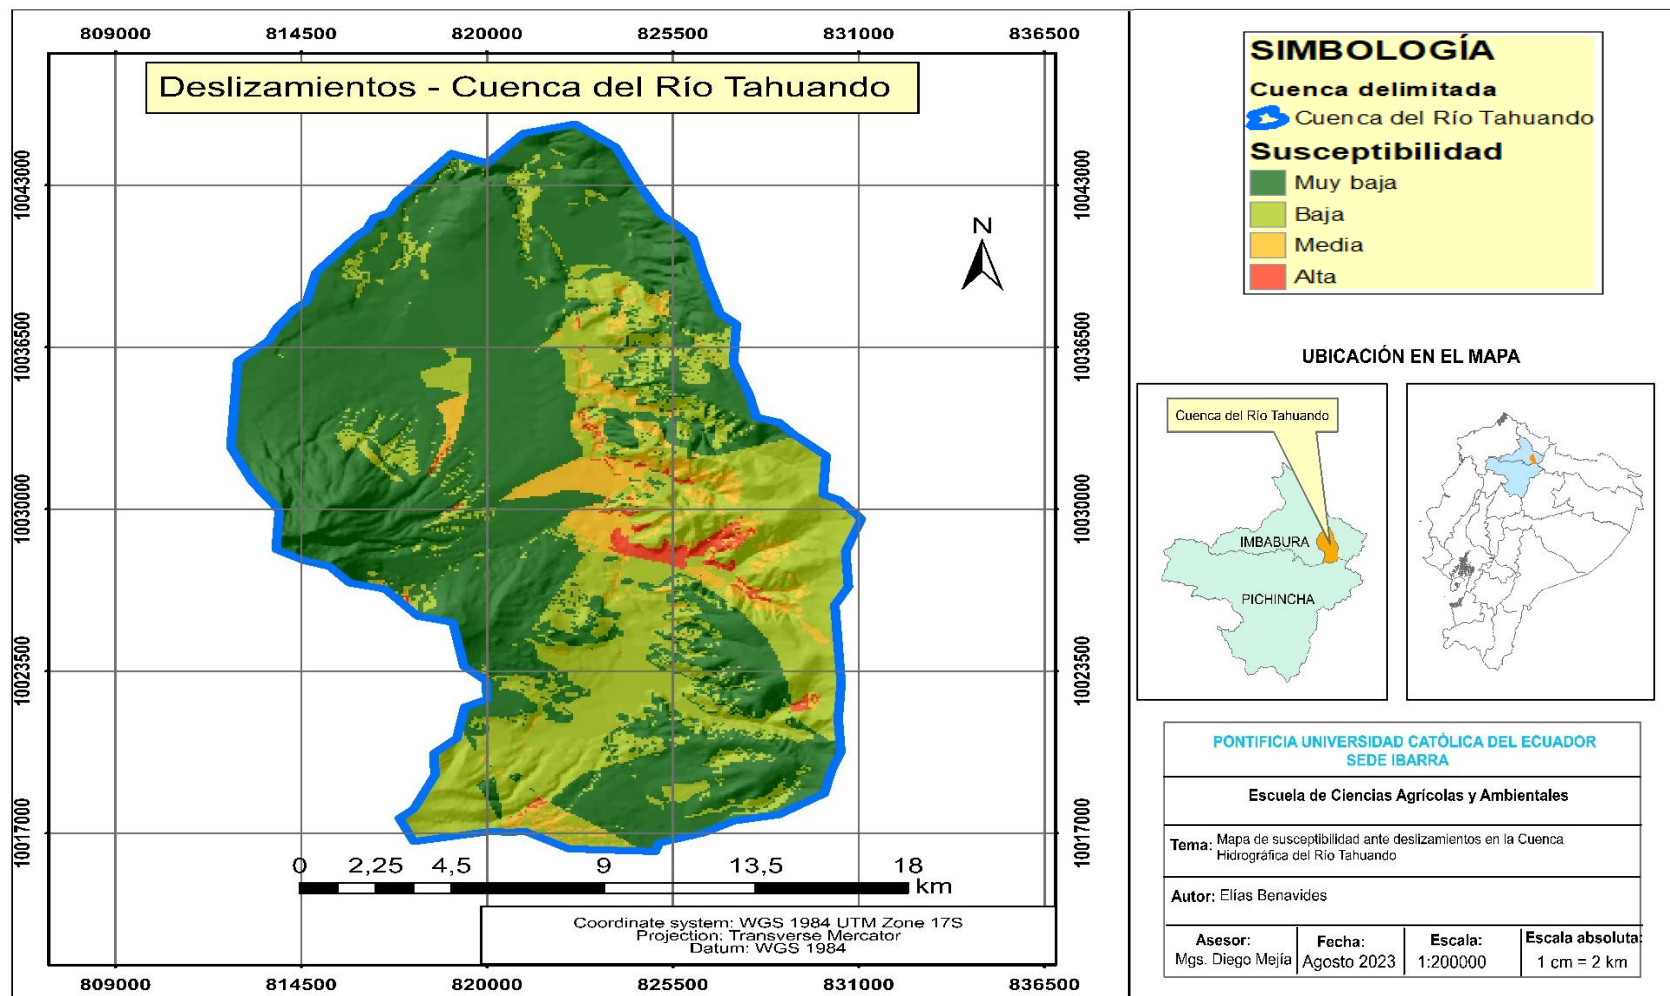 809000 814500 820000 825500 831000 836500
Deslizamientos - Cuenca del Río Tahuando
10043000 10043000
N
10036500 10036500
10030000 10030000
10023500 10023500
10017000 10017000
0 2,25 4,5 9 13,5 18
km
Coordinate system: WGS 1984 UTM Zone 17S
Projection: Transverse Mercator
Datum: WGS 1984
809000 814500 820000 825500 831000 836500
SIMBOLOGÍA
Cuenca delimitada
Cuenca del Río Tahuando
Susceptibilidad
Muy baja
Baja
Media
Alta
UBICACIÓN EN EL MAPA
Cuenca del Río Tahuando
IMBABURA
PICHINCHA
PONTIFICIA UNIVERSIDAD CATÓLICA DEL ECUADOR
SEDE IBARRA
Escuela de Ciencias Agrícolas y Ambientales
Tema: Mapa de susceptibilidad ante deslizamientos en la Cuenca
Hidrográfica del Río Tahuando
Autor: Elías Benavides
Asesor: Fecha: Escala: Escala absoluta:
Mgs. Diego Mejía Agosto 2023 1:200000 1 cm = 2 km